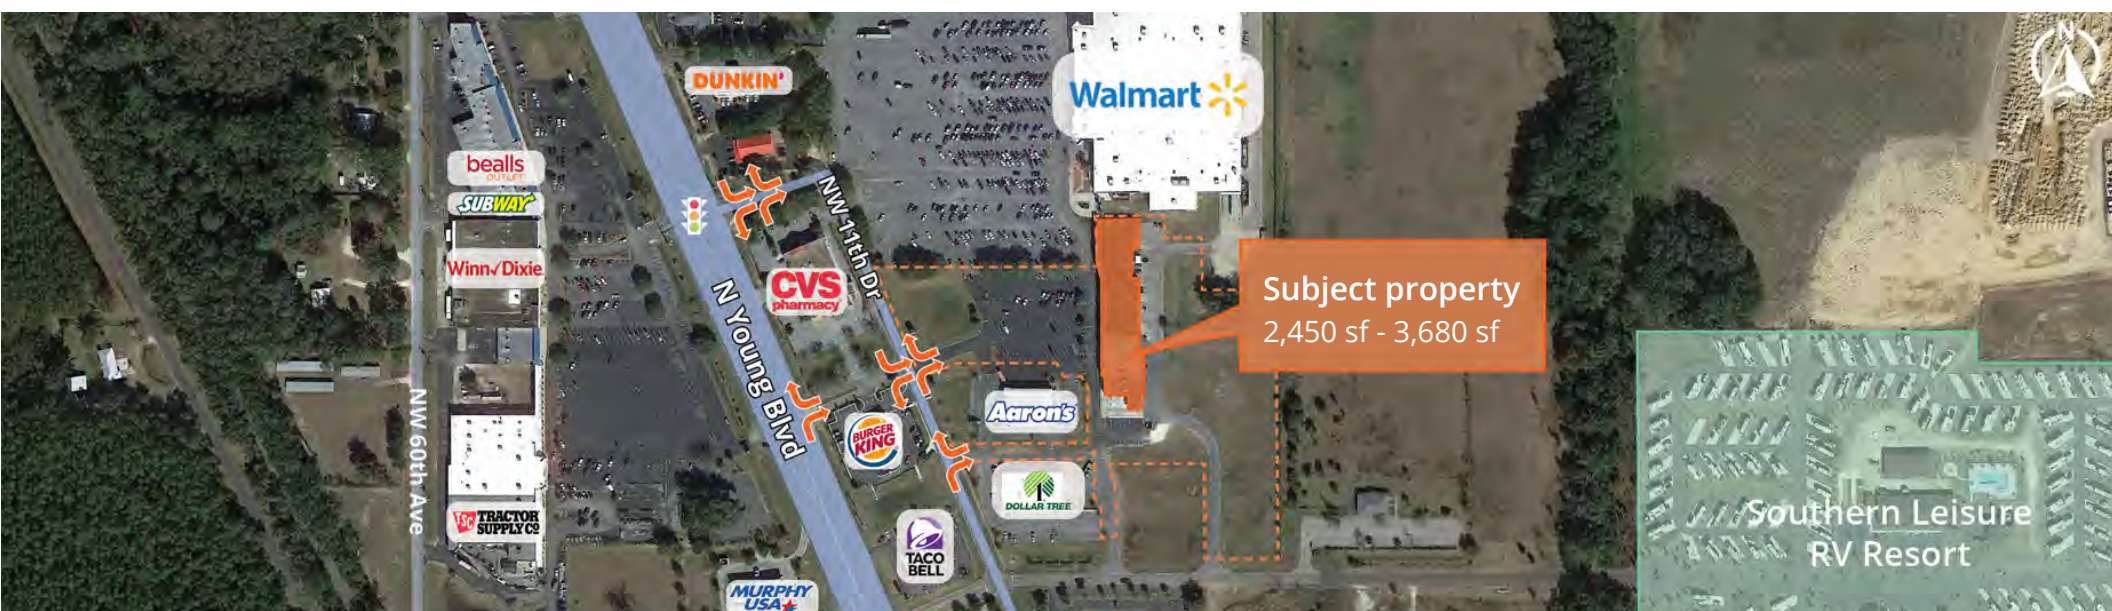 N
DUNKIN'
Walmart
bealls
OUTLET
SUBWAY
Winn✓Dixie
NW 11th Dr
CVS
pharmacy
N Young Blvd
Subject property
2,450 sf - 3,680 sf
NW 60th Ave
BURGER
KING
Aaron's
DOLLAR TREE
TSC TRACTOR
SUPPLY CO
TACO
BELL
MURPHY
USA
Southern Leisure
RV Resort